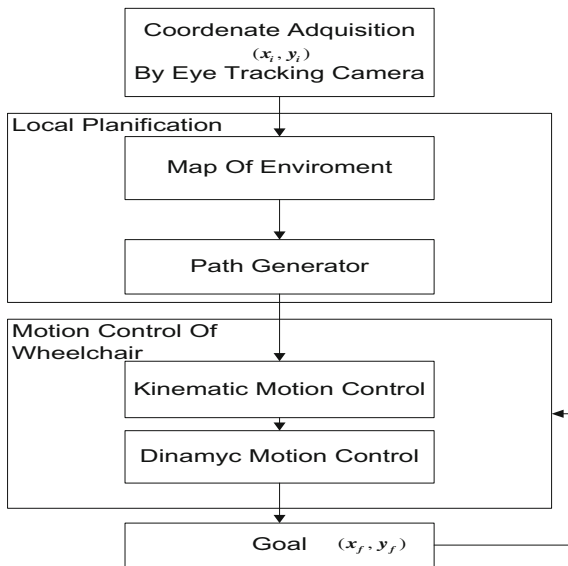 Coordenate Adquisition
(x_i, y_i)
By Eye Tracking Camera
Local Planification
Map Of Enviroment
Path Generator
Motion Control Of
Wheelchair
Kinematic Motion Control
Dinamyc Motion Control
Goal (x_f, y_f)